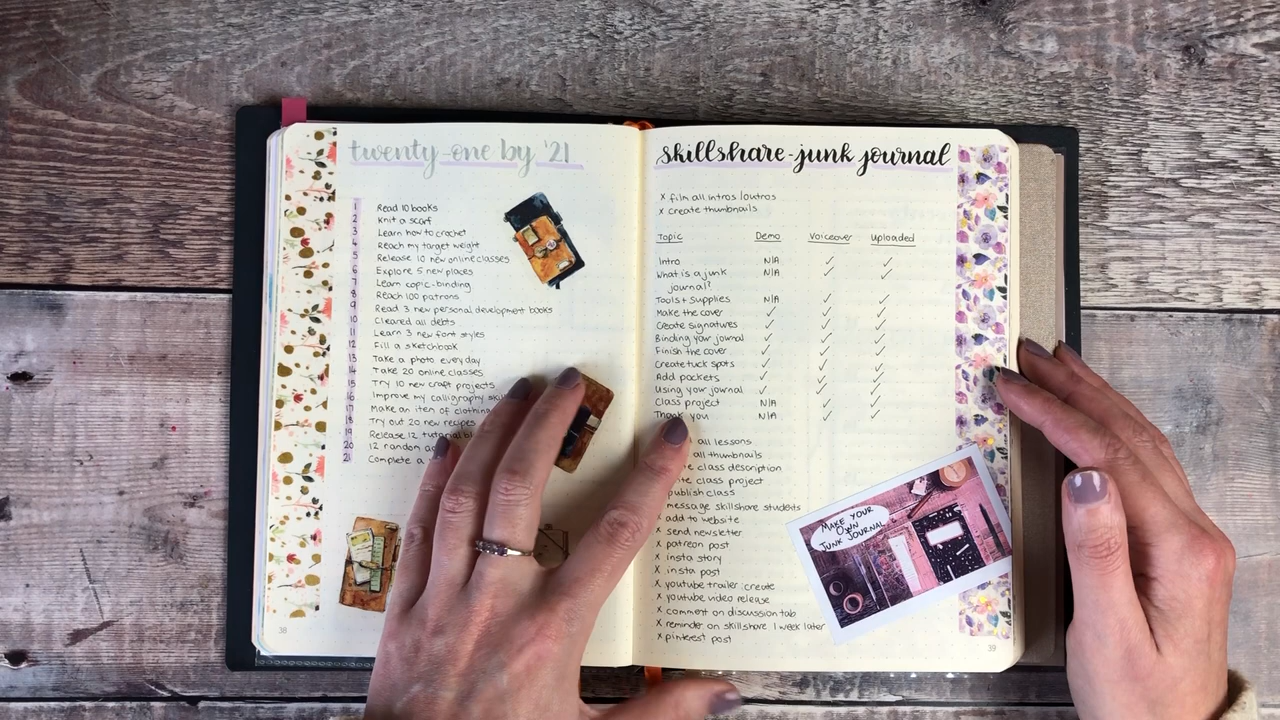 twenty-one by '21
1 Read 10 books
2 Knit a scarf
3 Learn how to crochet
4 Reach my target weight
5 Release 10 new online classes
6 Explore 5 new places
7 Learn copic-binding
8 Reach 100 patrons
9 Read 3 new personal development books
10 Cleared all debts
11 Learn 3 new font styles
12 Fill a sketchbook
13 Take a photo every day
14 Take 20 online classes
15 Try 10 new craft projects
16 Improve my calligraphy
17 Make an item of clothing
18 Try out 20 new recipes
19 Release 12 tutorial
20 12 random
21 Complete a
38
skillshare-junk journal
x film all intros/outros
x create thumbnails
Topic Demo Voiceover Uploaded
Intro N/A ✓ ✓
What is a junk N/A ✓ ✓
journal?
Tools + supplies N/A ✓ ✓
Make the cover ✓ ✓ ✓
Create signatures ✓ ✓ ✓
Binding your journal ✓ ✓ ✓
Finish the cover ✓ ✓ ✓
Create tuck spots ✓ ✓ ✓
Add pockets ✓ ✓ ✓
Using your journal ✓ ✓ ✓
Class project N/A ✓ ✓
Thank you N/A ✓ ✓
all lessons
all thumbnails
class description
class project
publish class
message skillshare students
x add to website
x send newsletter
x patreon post
x insta story
x insta post
x youtube trailer: create
x youtube video release
x comment on discussion tab
x reminder on skillshare 1 week later
x pinterest post
MAKE YOUR
OWN
JUNK JOURNAL
39